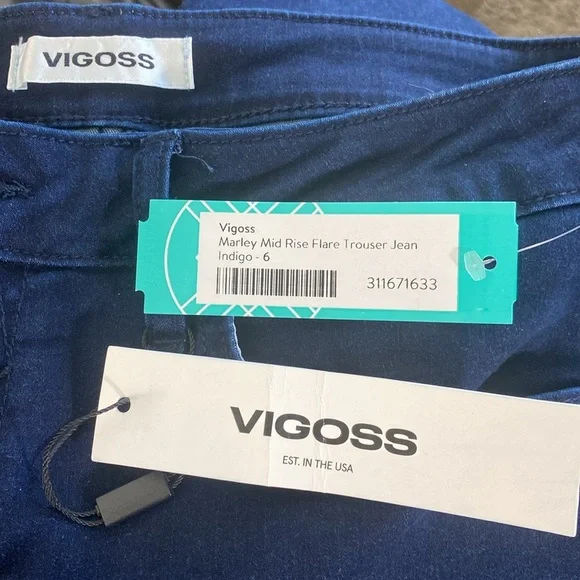 VIGOSS
Vigoss
Marley Mid Rise Flare Trouser Jean
Indigo - 6
311671633
VIGOSS
EST. IN THE USA